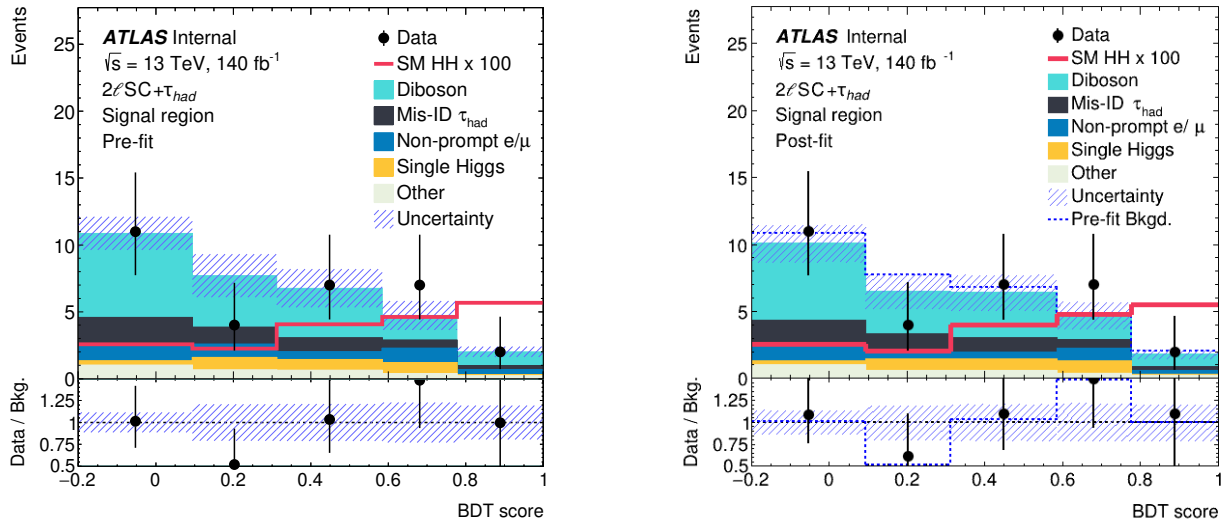 Events
25
20
15
10
5
0
ATLAS Internal
√s = 13 TeV, 140 fb⁻¹
2ℓSC+τhad
Signal region
Pre-fit
Data
SM HH x 100
Diboson
Mis-ID τhad
Non-prompt e/μ
Single Higgs
Other
Uncertainty
Data / Bkg.
1.25
1
0.75
0.5
−0.2 0 0.2 0.4 0.6 0.8 1
BDT score
Events
25
20
15
10
5
0
ATLAS Internal
√s = 13 TeV, 140 fb ⁻¹
2ℓSC+τhad
Signal region
Post-fit
Data
SM HH x 100
Diboson
Mis-ID τhad
Non-prompt e/ μ
Single Higgs
Other
Uncertainty
Pre-fit Bkgd.
Data / Bkg.
1.25
1
0.75
0.5
−0.2 0 0.2 0.4 0.6 0.8 1
BDT score